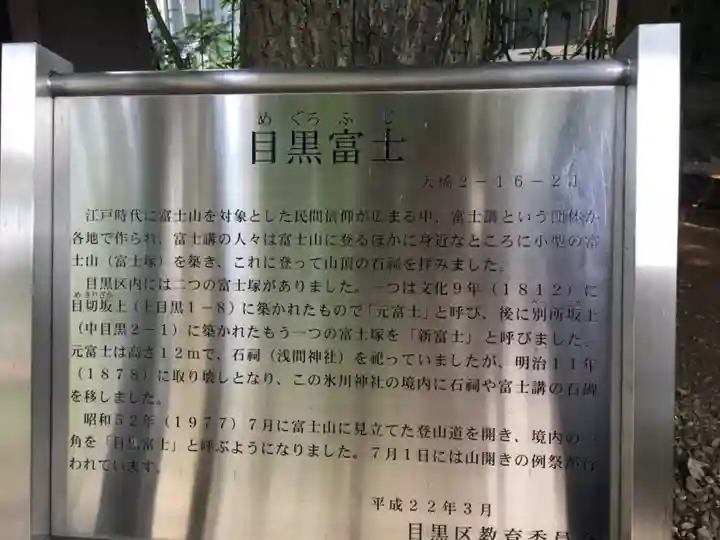 めぐろふじ
目黒富士
大橋2-16-21
江戸時代に富士山を対象とした民間信仰が広まる中、富士講という団体が
各地で作られ、富士講の人々は富士山に登るほかに身近なところに小型の富
士山（富士塚）を築き、これに登って山頂の石祠を拝みました。
目黒区内には二つの富士塚がありました。一つは文化９年（１８１２）に
めきりざか
目切坂上（上目黒１－８）に築かれたもので「元富士」と呼び、後に別所坂上
（中目黒２－１）に築かれたもう一つの富士塚を「新富士」と呼びました。
元富士は高さ１２ｍで、石祠（浅間神社）を祀っていましたが、明治１１年
（１８７８）に取り壊しとなり、この氷川神社の境内に石祠や富士講の石碑
を移しました。
昭和５２年（１９７７）７月に富士山に見立てた登山道を開き、境内の一
角を「目黒富士」と呼ぶようになりました。７月１日には山開きの例祭が行
われています。
平成２２年３月
目黒区教育委員会